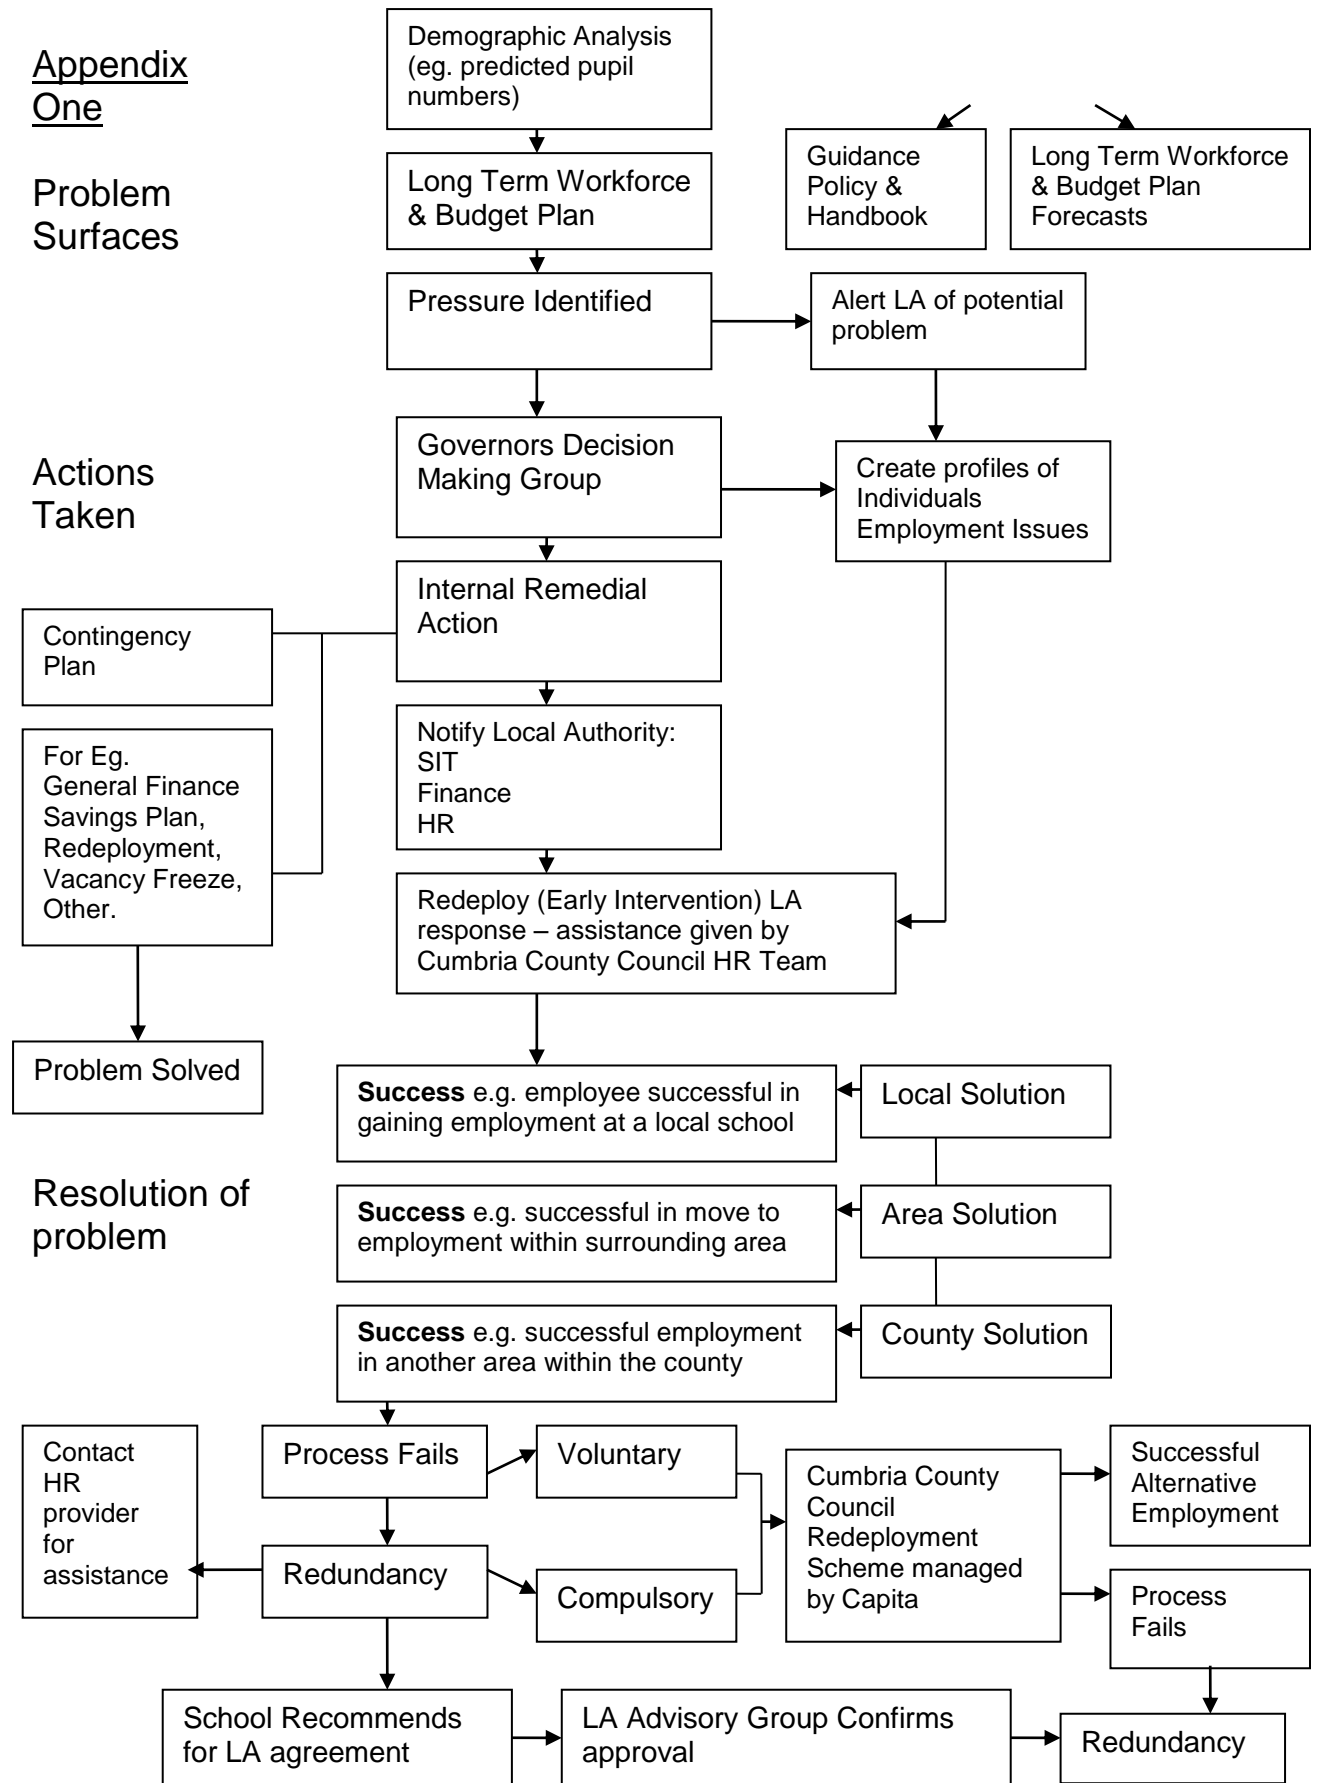 Appendix
One
Demographic Analysis
(eg. predicted pupil
numbers)
Problem
Surfaces
Long Term Workforce
& Budget Plan
Guidance
Policy &
Handbook
Long Term Workforce
& Budget Plan
Forecasts
Pressure Identified
Alert LA of potential
problem
Actions
Taken
Governors Decision
Making Group
Create profiles of
Individuals
Employment Issues
Internal Remedial
Action
Contingency
Plan
For Eg.
General Finance
Savings Plan,
Redeployment,
Vacancy Freeze,
Other.
Notify Local Authority:
SIT
Finance
HR
Redeploy (Early Intervention) LA
response – assistance given by
Cumbria County Council HR Team
Problem Solved
Success e.g. employee successful in
gaining employment at a local school
Local Solution
Resolution of
problem
Success e.g. successful in move to
employment within surrounding area
Area Solution
Success e.g. successful employment
in another area within the county
County Solution
Contact
HR
provider
for
assistance
Process Fails
Voluntary
Cumbria County
Council
Redeployment
Scheme managed
by Capita
Successful
Alternative
Employment
Redundancy
Compulsory
Process
Fails
School Recommends
for LA agreement
LA Advisory Group Confirms
approval
Redundancy